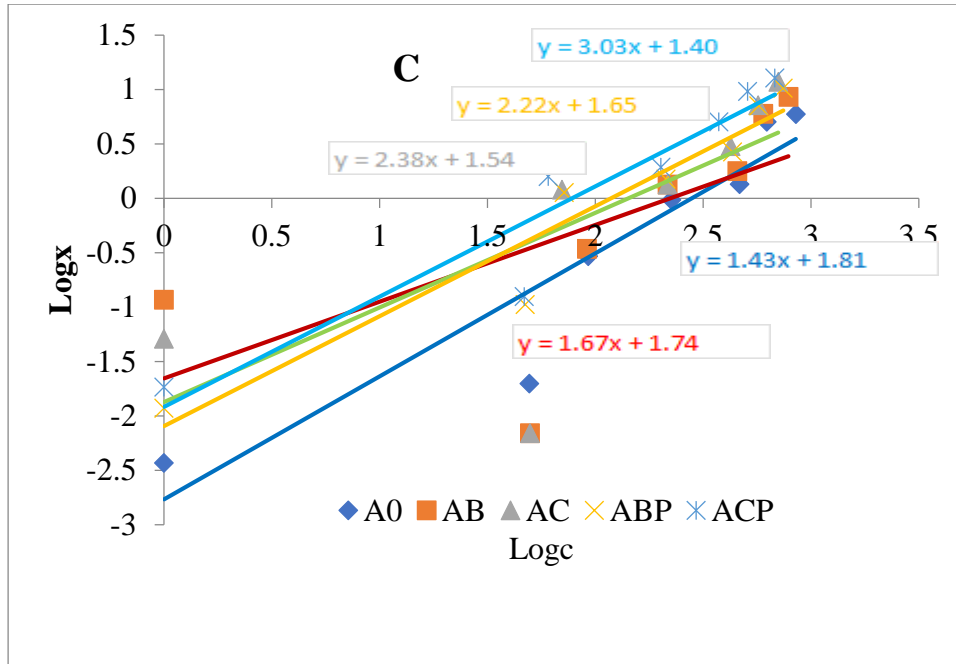 1.5
y = 3.03x + 1.40
C
1
y = 2.22x + 1.65
0.5
y = 2.38x + 1.54
0
0 0.5 1 1.5 2 2.5 3 3.5
-0.5
y = 1.43x + 1.81
Logx
-1
y = 1.67x + 1.74
-1.5
-2
-2.5
A0 AB AC ABP ACP
-3
Logc